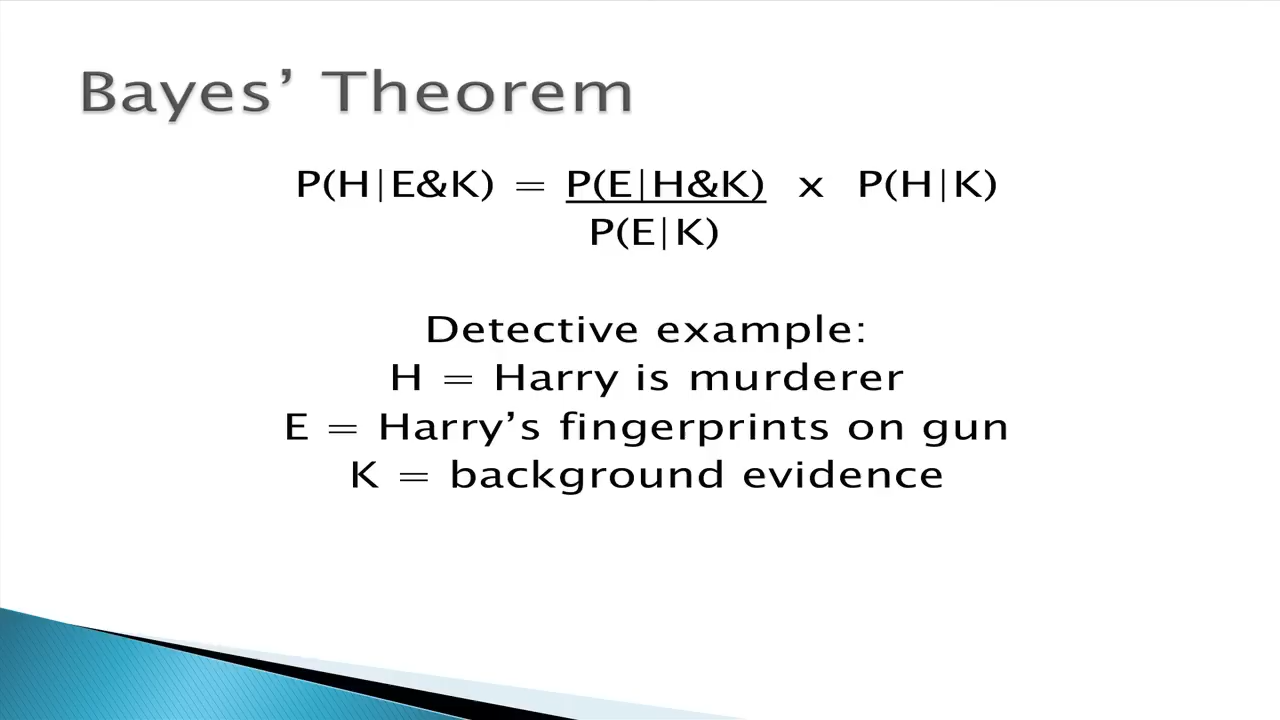 Bayes’ Theorem
P(H|E&K) = P(E|H&K) x P(H|K)
P(E|K)
Detective example:
H = Harry is murderer
E = Harry’s fingerprints on gun
K = background evidence